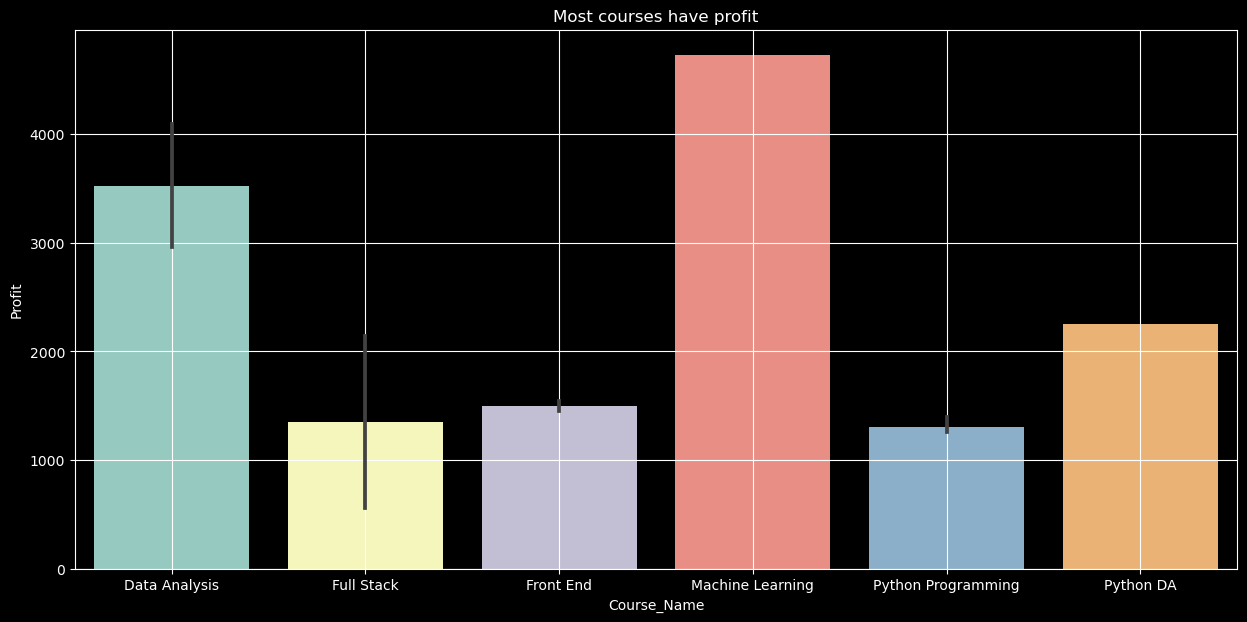 Most courses have profit
Profit
4000
3000
2000
1000
0
Data Analysis
Full Stack
Front End
Machine Learning
Python Programming
Python DA
Course_Name